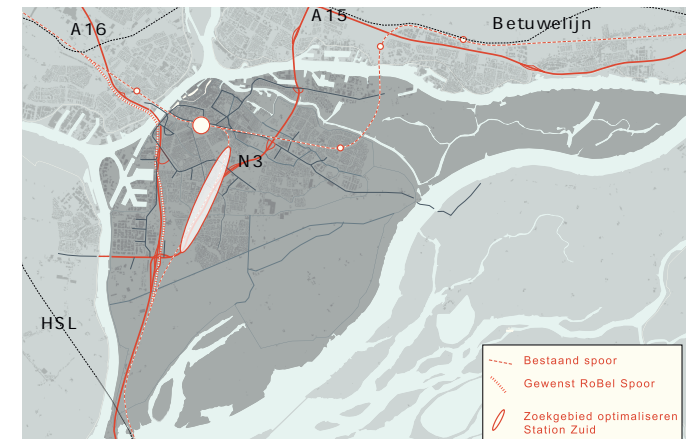 A16
A15
Betuwelijn
N3
HSL
Bestaand spoor
Gewenst RoBel Spoor
Zoekgebied optimaliseren
Station Zuid